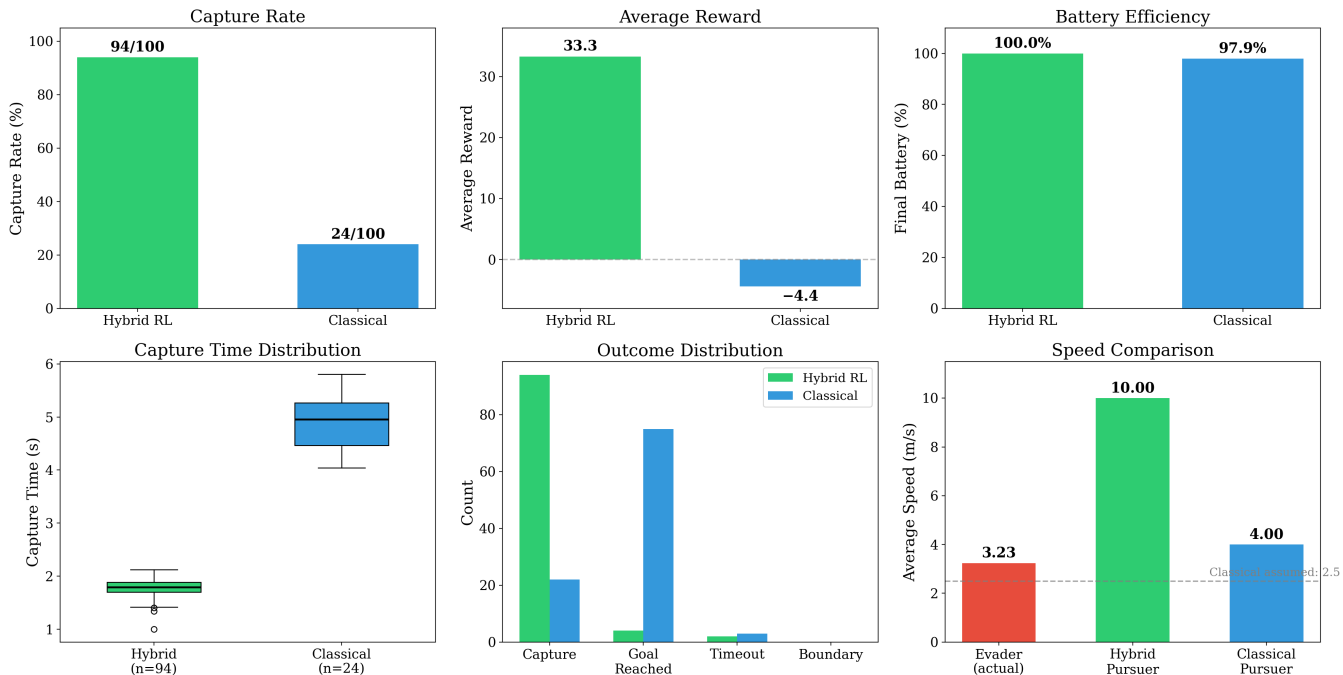 Capture Rate
Capture Rate (%)
100
80
60
40
20
0
94/100
24/100
Hybrid RL
Classical
Average Reward
Average Reward
30
20
10
0
33.3
−4.4
Hybrid RL
Classical
Battery Efficiency
Final Battery (%)
100
80
60
40
20
0
100.0%
97.9%
Hybrid RL
Classical
Capture Time Distribution
Capture Time (s)
6
5
4
3
2
1
Hybrid
(n=94)
Classical
(n=24)
Outcome Distribution
Count
80
60
40
20
0
Hybrid RL
Classical
Capture
Goal
Reached
Timeout
Boundary
Speed Comparison
Average Speed (m/s)
10
8
6
4
2
0
3.23
10.00
4.00
2.5
Evader
(actual)
Hybrid
Pursuer
Classical
Pursuer